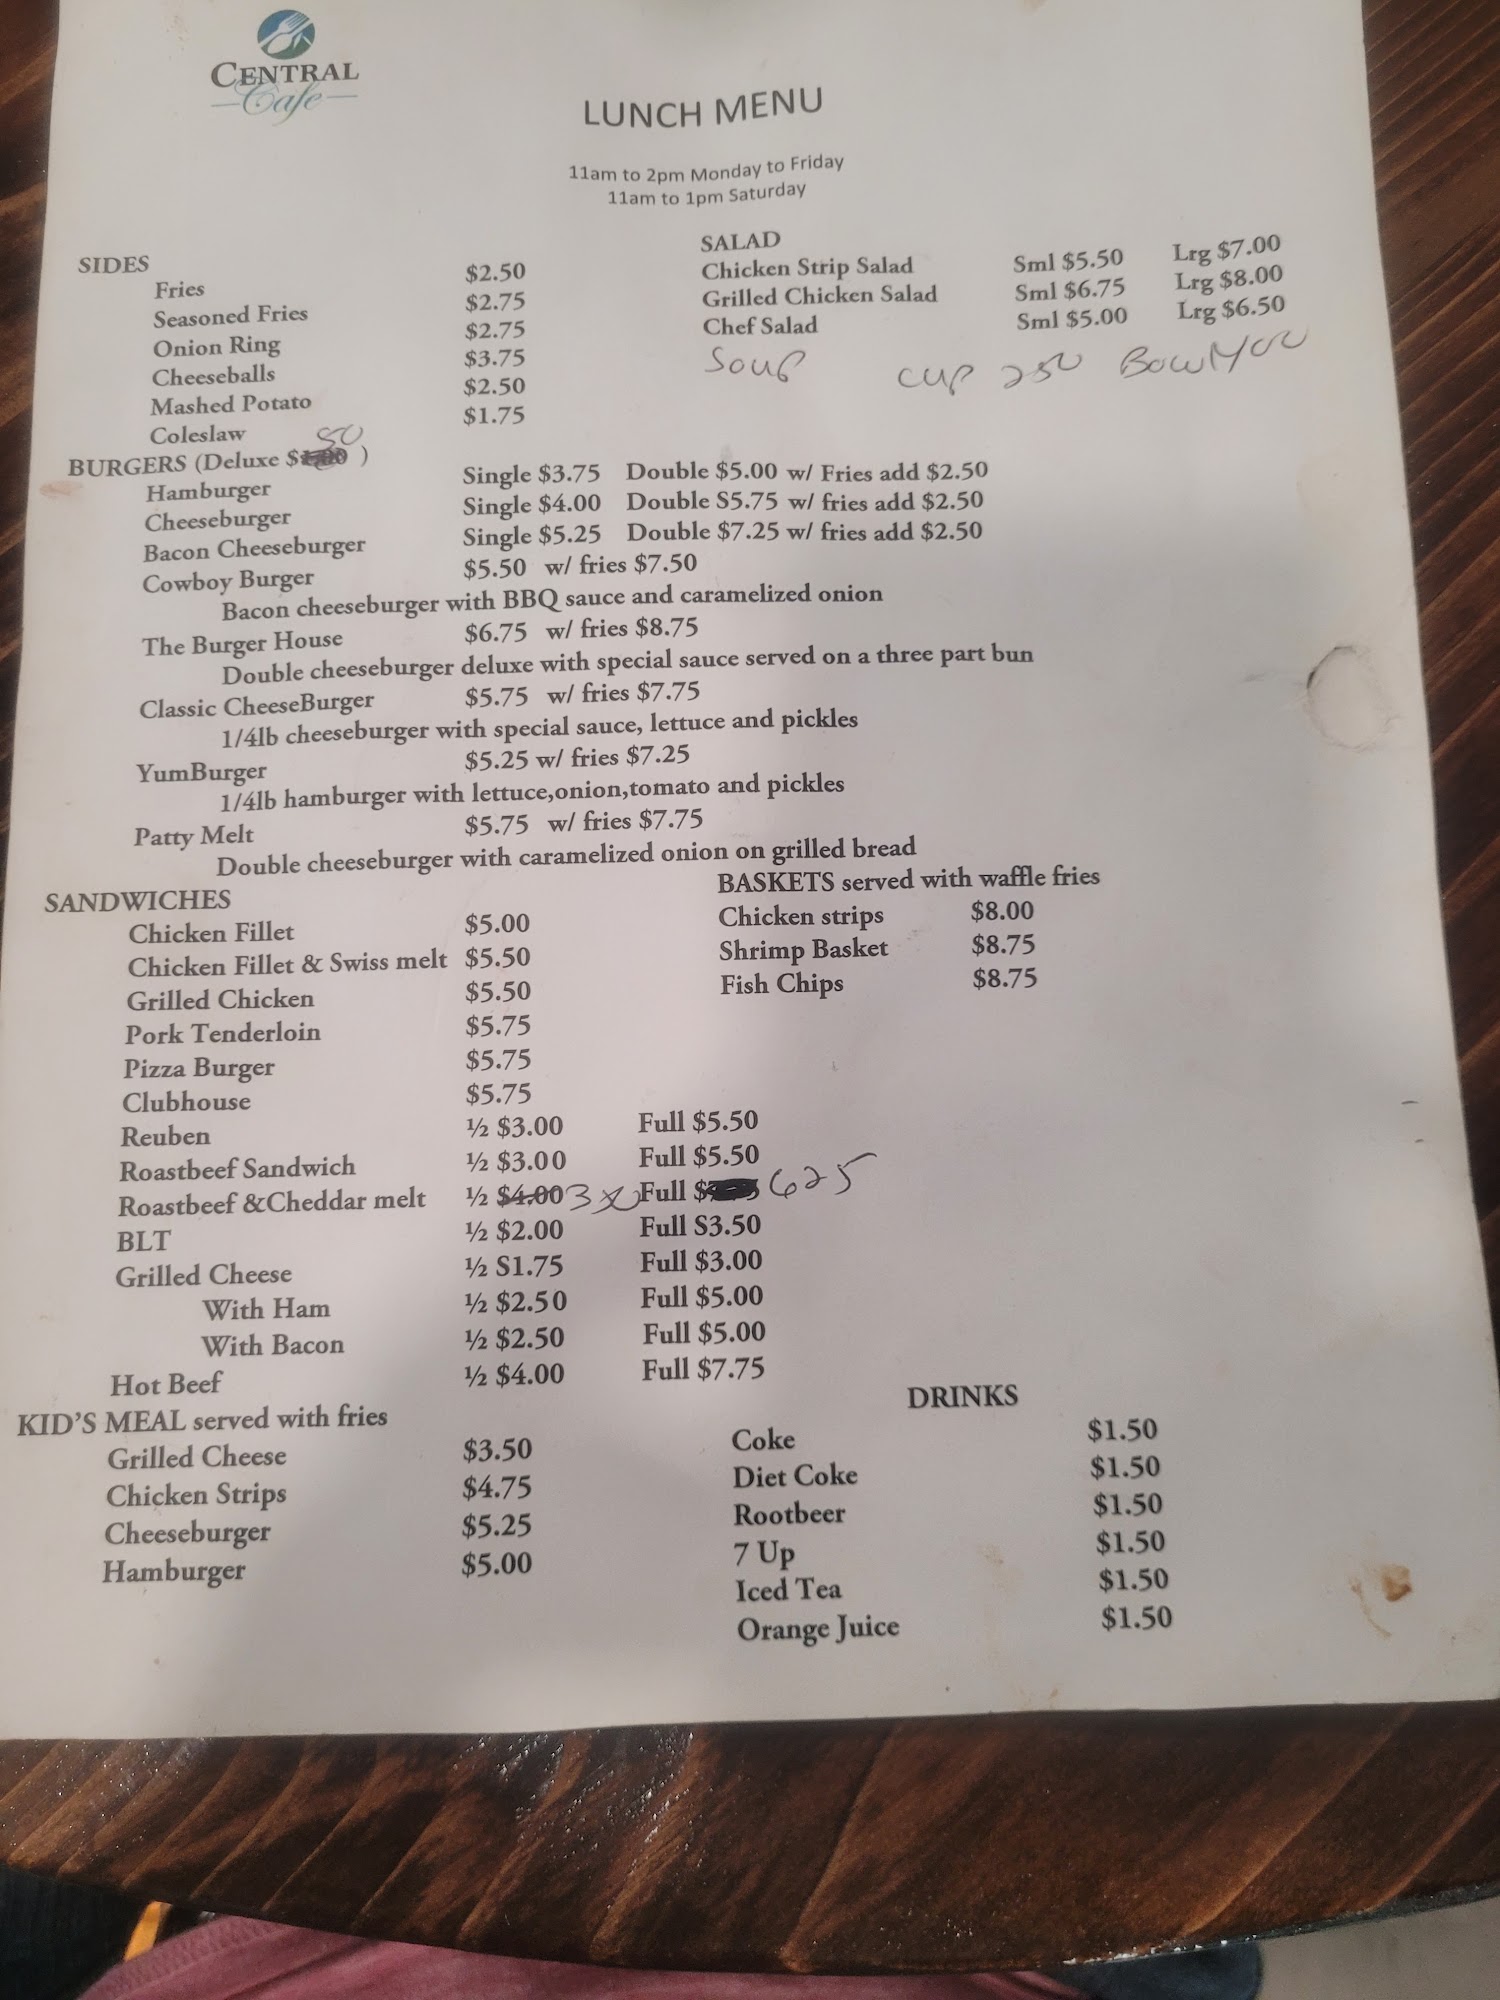 CENTRAL
Cafe
LUNCH MENU
11am to 2pm Monday to Friday
11am to 1pm Saturday
SIDES
Fries $2.50
Seasoned Fries $2.75
Onion Ring $2.75
Cheeseballs $3.75
Mashed Potato $2.50
Coleslaw $1.75
SALAD
Chicken Strip Salad Sml $5.50 Lrg $7.00
Grilled Chicken Salad Sml $6.75 Lrg $8.00
Chef Salad Sml $5.00 Lrg $6.50
Soup cup 250 Bowl 400
BURGERS (Deluxe $ 50 )
Hamburger Single $3.75 Double $5.00 w/ Fries add $2.50
Cheeseburger Single $4.00 Double S5.75 w/ fries add $2.50
Bacon Cheeseburger Single $5.25 Double $7.25 w/ fries add $2.50
Cowboy Burger $5.50 w/ fries $7.50
Bacon cheeseburger with BBQ sauce and caramelized onion
The Burger House $6.75 w/ fries $8.75
Double cheeseburger deluxe with special sauce served on a three part bun
Classic CheeseBurger $5.75 w/ fries $7.75
1/4lb cheeseburger with special sauce, lettuce and pickles
YumBurger $5.25 w/ fries $7.25
1/4lb hamburger with lettuce,onion,tomato and pickles
Patty Melt $5.75 w/ fries $7.75
Double cheeseburger with caramelized onion on grilled bread
SANDWICHES
Chicken Fillet $5.00
Chicken Fillet & Swiss melt $5.50
Grilled Chicken $5.50
Pork Tenderloin $5.75
Pizza Burger $5.75
Clubhouse $5.75
Reuben ½ $3.00 Full $5.50
Roastbeef Sandwich ½ $3.00 Full $5.50
Roastbeef &Cheddar melt ½ $4.00 Full $ 625
BLT ½ $2.00 Full S3.50
Grilled Cheese ½ S1.75 Full $3.00
With Ham ½ $2.50 Full $5.00
With Bacon ½ $2.50 Full $5.00
Hot Beef ½ $4.00 Full $7.75
BASKETS served with waffle fries
Chicken strips $8.00
Shrimp Basket $8.75
Fish Chips $8.75
KID'S MEAL served with fries
Grilled Cheese $3.50
Chicken Strips $4.75
Cheeseburger $5.25
Hamburger $5.00
DRINKS
Coke $1.50
Diet Coke $1.50
Rootbeer $1.50
7 Up $1.50
Iced Tea $1.50
Orange Juice $1.50